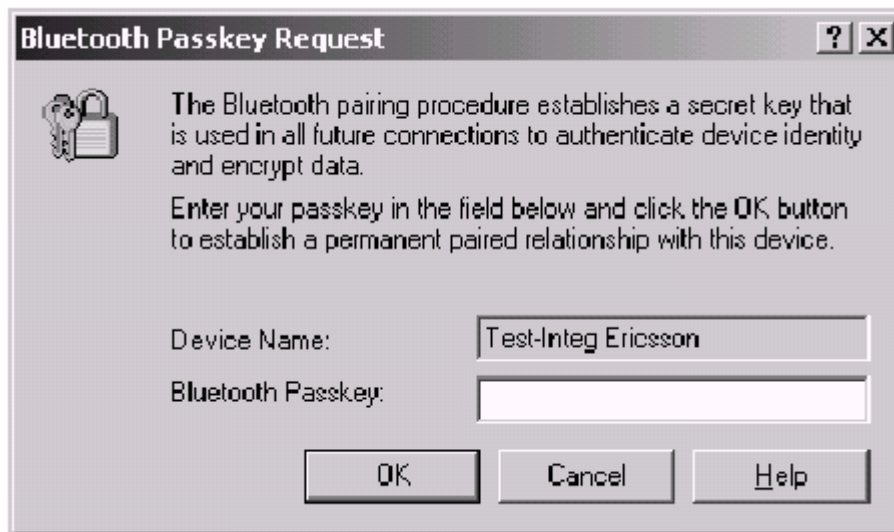 Bluetooth Passkey Request
The Bluetooth pairing procedure establishes a secret key that
is used in all future connections to authenticate device identity
and encrypt data.
Enter your passkey in the field below and click the OK button
to establish a permanent paired relationship with this device.
Device Name: Test-Integ Ericsson
Bluetooth Passkey:
OK Cancel Help